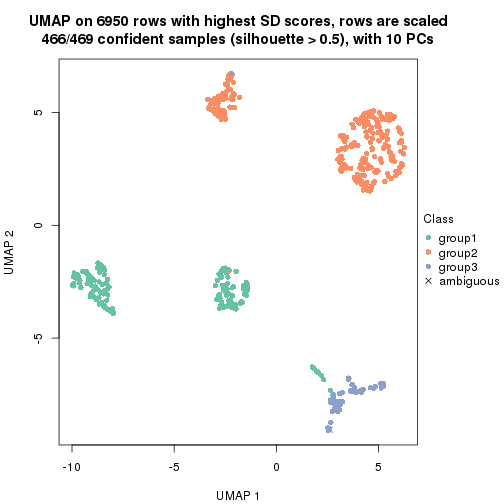 UMAP on 6950 rows with highest SD scores, rows are scaled
466/469 confident samples (silhouette > 0.5), with 10 PCs
5
0
-5
UMAP 2
-10
-5
0
5
UMAP 1
Class
group1
group2
group3
ambiguous